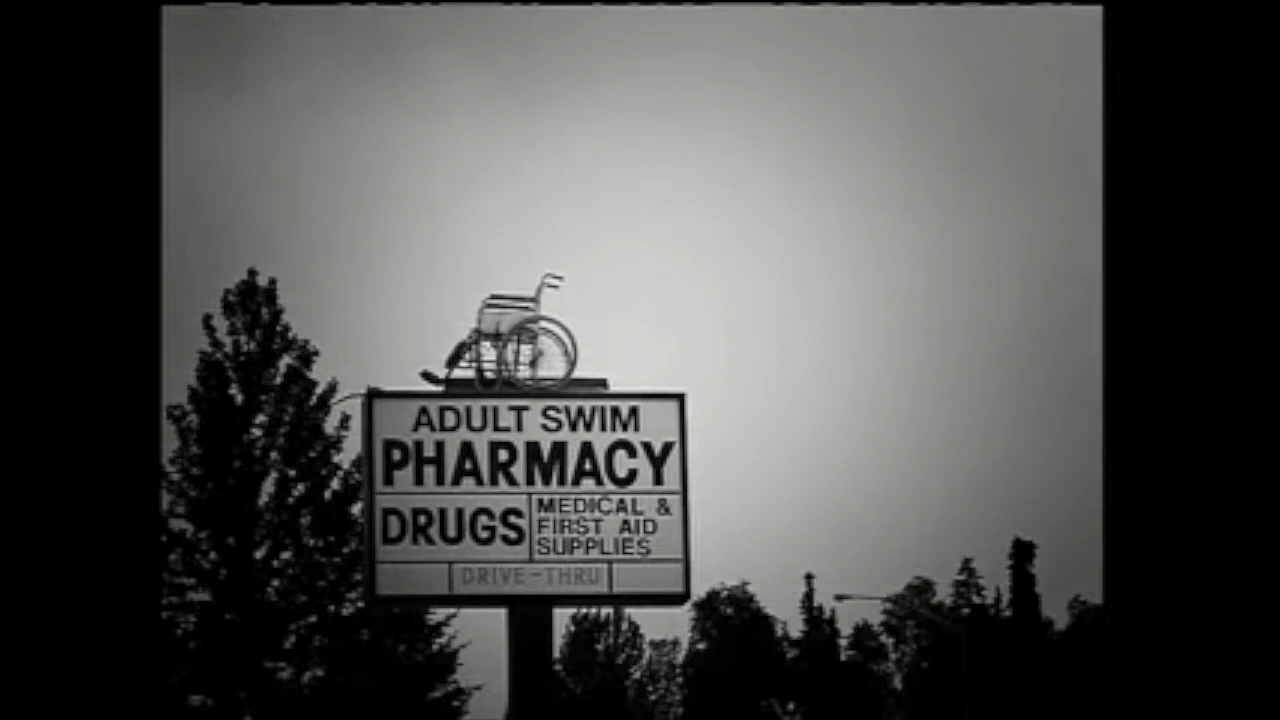 ADULT SWIM
PHARMACY
DRUGS
MEDICAL &
FIRST AID
SUPPLIES
DRIVE-THRU